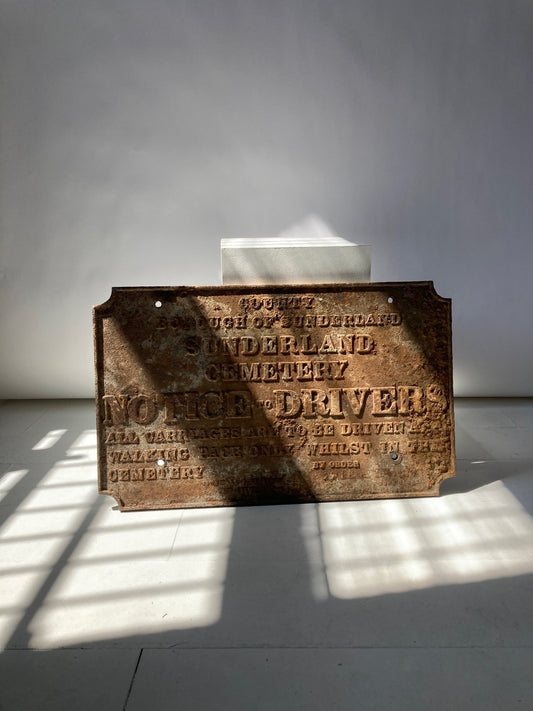 COUNTY
BOROUGH OF SUNDERLAND
SUNDERLAND
CEMETERY
NOTICE TO DRIVERS
ALL CARRIAGES ARE TO BE DRIVEN AT A
WALKING PACE ONLY WHILST IN THE
CEMETERY
BY ORDER